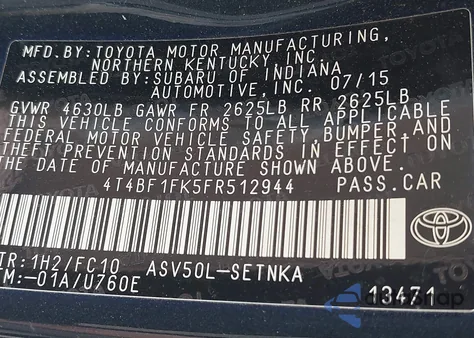 MFD.BY:TOYOTA MOTOR MANUFACTURING,
NORTHERN KENTUCKY,INC.
ASSEMBLED BY:SUBARU OF INDIANA
AUTOMOTIVE,INC. 07/15
GVWR 4630LB GAWR FR 2625LB RR 2625LB
THIS VEHICLE CONFORMS TO ALL APPLICABLE
FEDERAL MOTOR VEHICLE SAFETY,BUMPER,AND
THEFT PREVENTION STANDARDS IN EFFECT ON
THE DATE OF MANUFACTURE SHOWN ABOVE.
4T4BF1FK5FR512944 PASS.CAR
TOYOTA
TR:1H2/FC10 ASV50L-SETNKA
TM:-01A/U760E 13471
autosnap